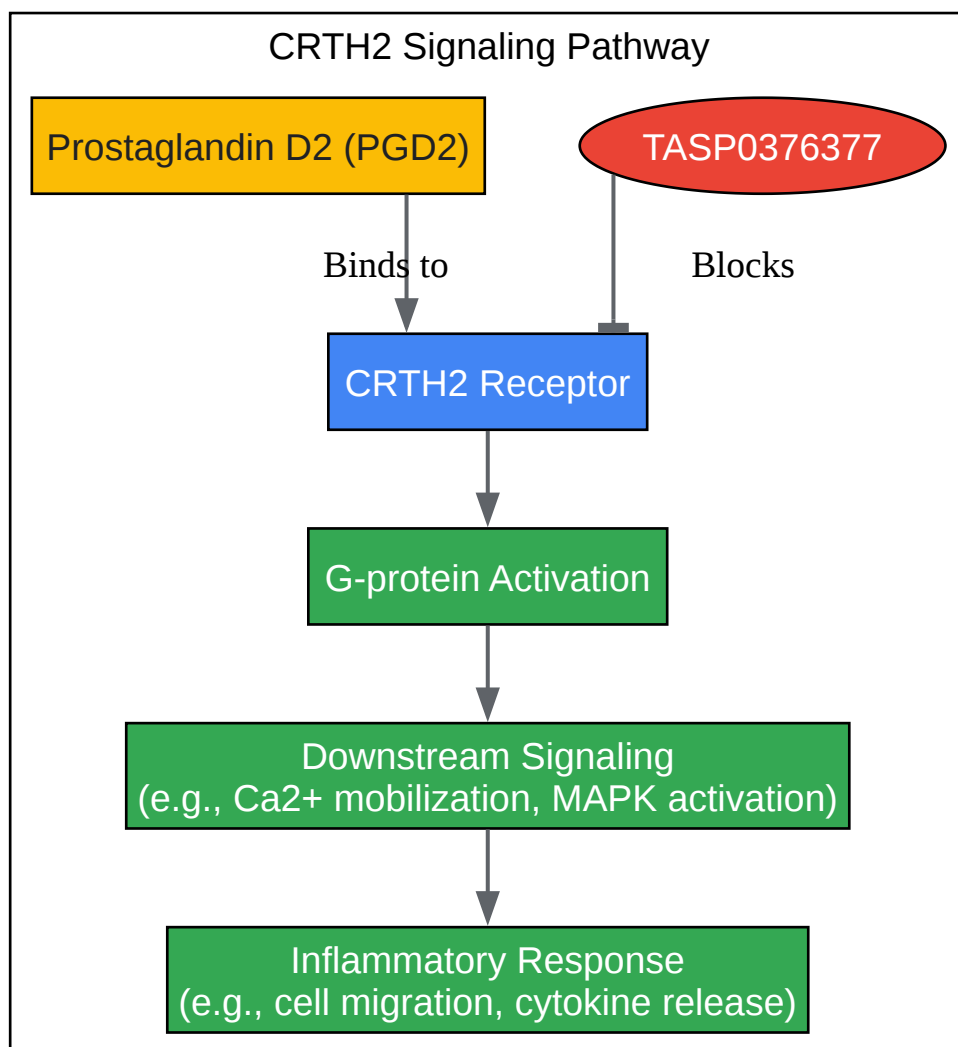 CRTH2 Signaling Pathway
Prostaglandin D2 (PGD2)
TASP0376377
Binds to
Blocks
CRTH2 Receptor
G-protein Activation
Downstream Signaling
(e.g., Ca2+ mobilization, MAPK activation)
Inflammatory Response
(e.g., cell migration, cytokine release)